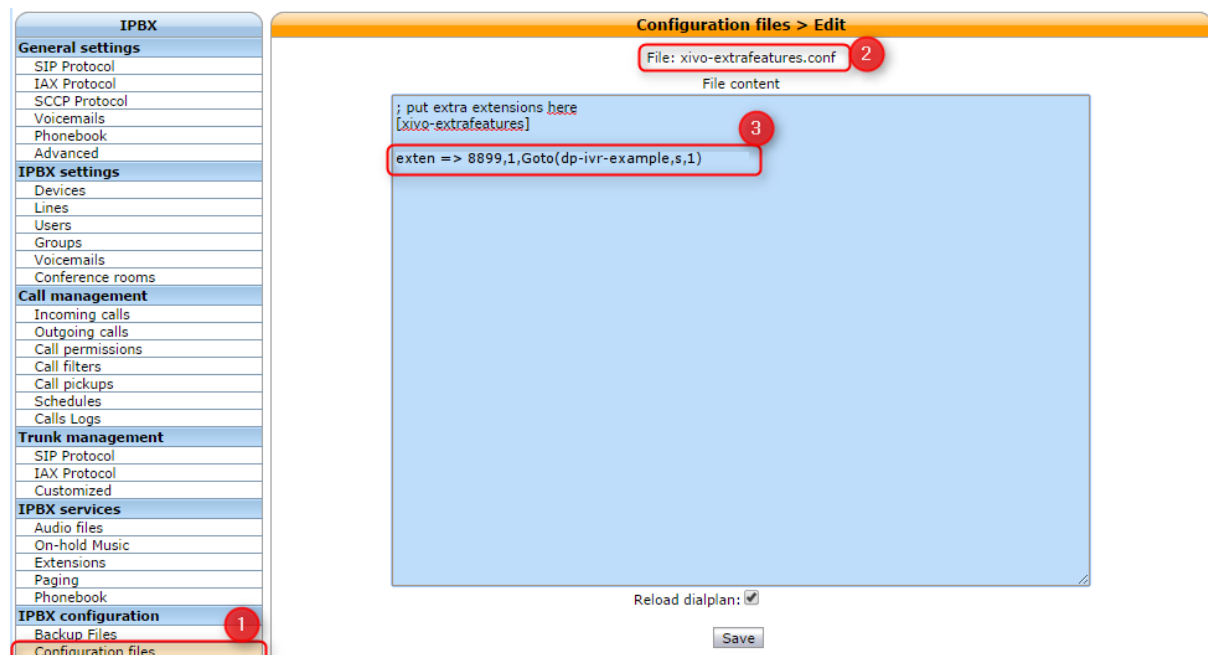 IPBX
General settings
SIP Protocol
IAX Protocol
SCCP Protocol
Voicemails
Phonebook
Advanced
IPBX settings
Devices
Lines
Users
Groups
Voicemails
Conference rooms
Call management
Incoming calls
Outgoing calls
Call permissions
Call filters
Call pickups
Schedules
Calls Logs
Trunk management
SIP Protocol
IAX Protocol
Customized
IPBX services
Audio files
On-hold Music
Extensions
Paging
Phonebook
IPBX configuration
1
Backup Files
Configuration files
Configuration files > Edit
File: xivo-extrafeatures.conf
2
File content
; put extra extensions here
[xivo-extrafeatures]
3
exten => 8899,1,Goto(dp-ivr-example,s,1)
Reload dialplan:
Save